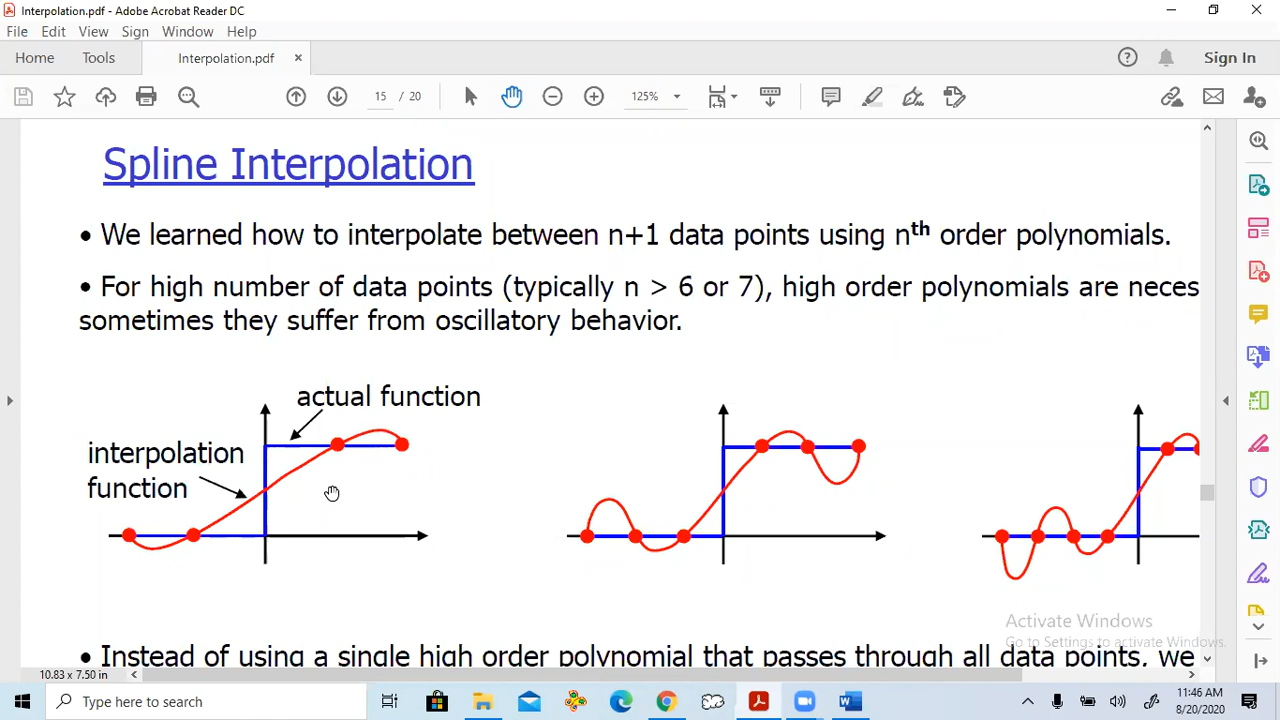 Interpolation.pdf - Adobe Acrobat Reader DC
File Edit View Sign Window Help
Home Tools Interpolation.pdf × Sign In
15 / 20 125%
Spline Interpolation
• We learned how to interpolate between n+1 data points using nth order polynomials.
• For high number of data points (typically n > 6 or 7), high order polynomials are neces
sometimes they suffer from oscillatory behavior.
actual function
interpolation
function
Activate Windows
Go to Settings to activate Windows.
• Instead of using a single high order polynomial that passes through all data points, we
10.83 x 7.50 in
Type here to search
11:46 AM
8/20/2020